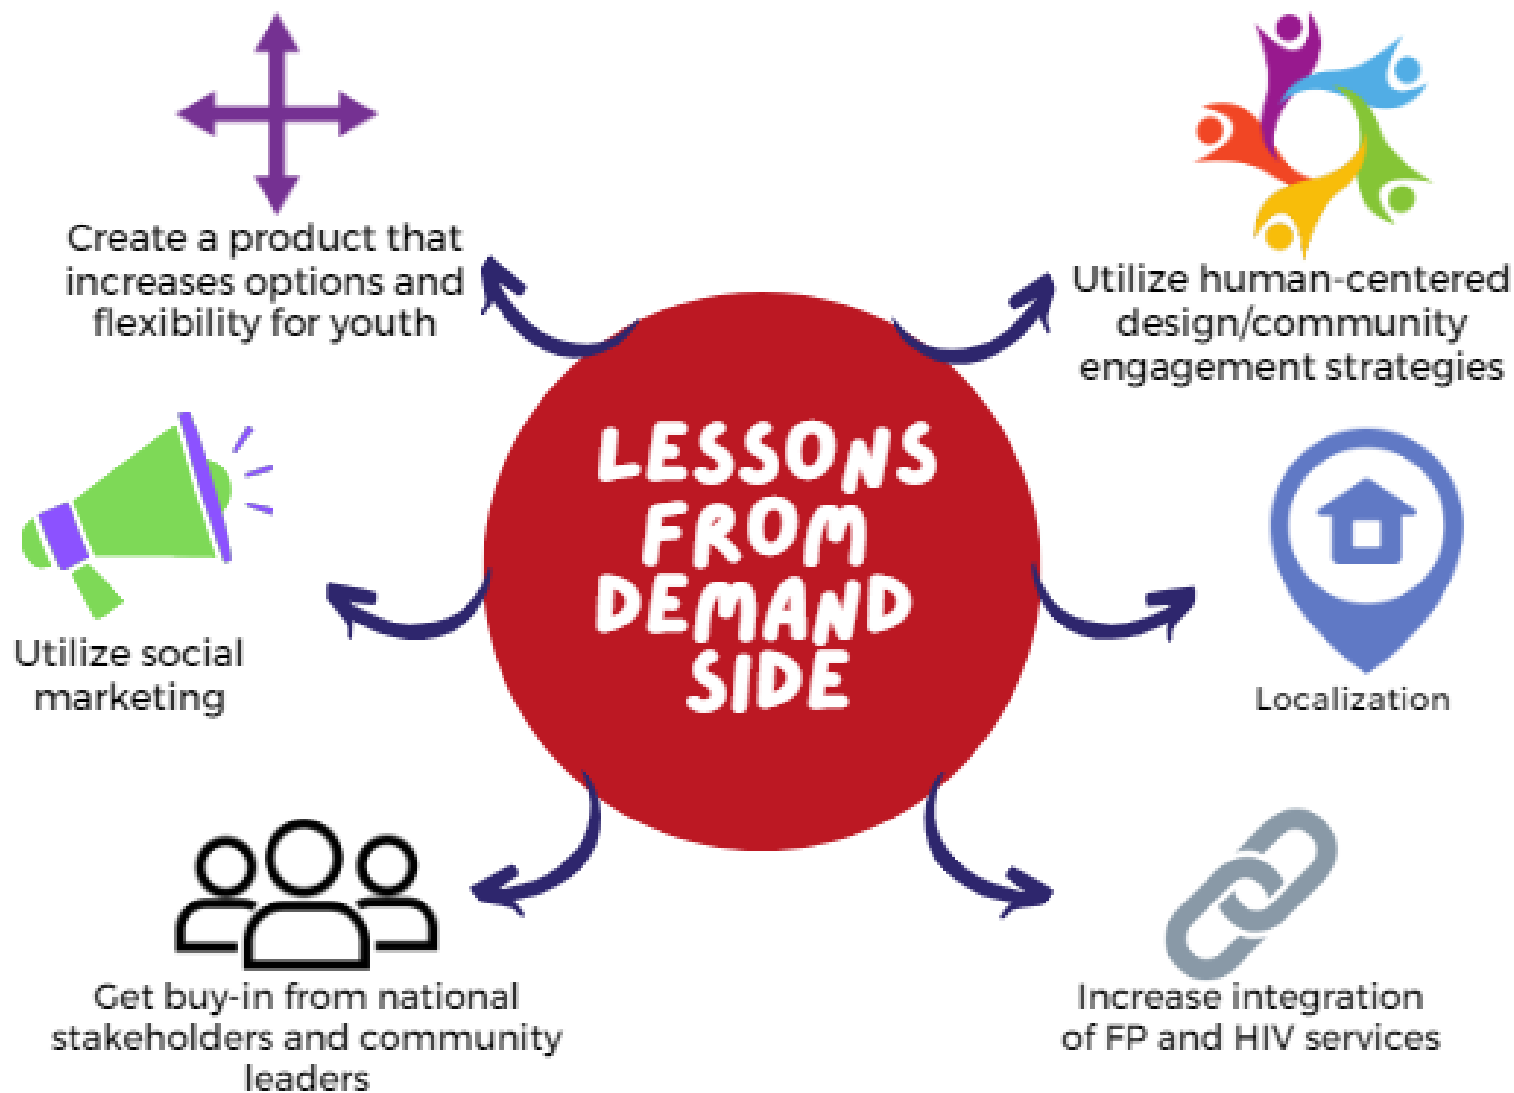 Create a product that
increases options and
flexibility for youth
Utilize human-centered
design/community
engagement strategies
LESSONS
FROM
DEMAND
SIDE
Utilize social
marketing
Localization
Get buy-in from national
stakeholders and community
leaders
Increase integration
of FP and HIV services